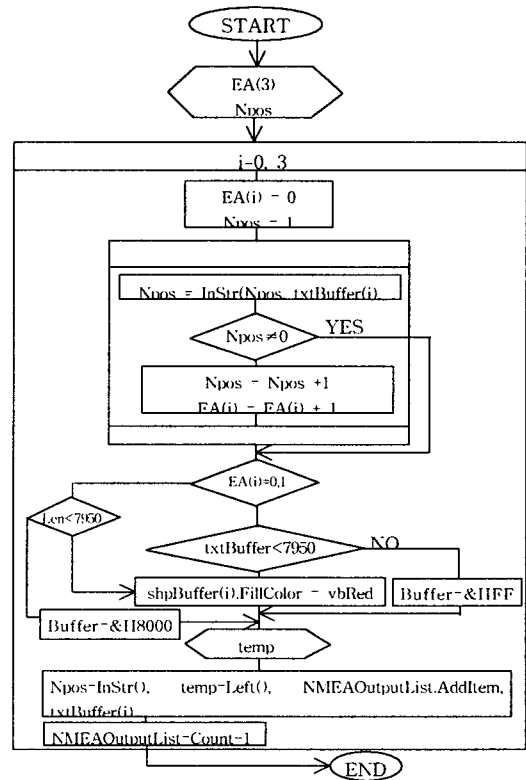 START
EA(3)
Npos
i-0, 3
EA(i) = 0
Npos = 1
Npos = InStr(Npos, txtBuffer(i),
Npos≠0
YES
Npos = Npos +1
EA(i) = EA(i) + 1
EA(i)=0,1
Len<7950
txtBuffer<7950
NO
shpBuffer(i).FillColor = vbRed
Buffer=&HFF
Buffer=&H8000
temp
Npos=InStr(), temp=Left(), NMEAOutputList.AddItem,
txtBuffer(i)
NMEAOutputList=Count-1
END